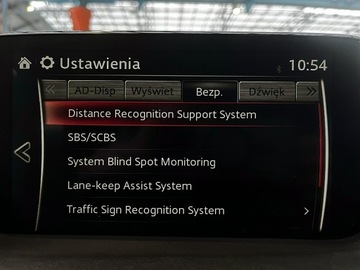 Ustawienia 10:54
AD-Disp Wyświet Bezp. Dźwięk
Distance Recognition Support System
SBS/SCBS
System Blind Spot Monitoring
Lane-keep Assist System
Traffic Sign Recognition System